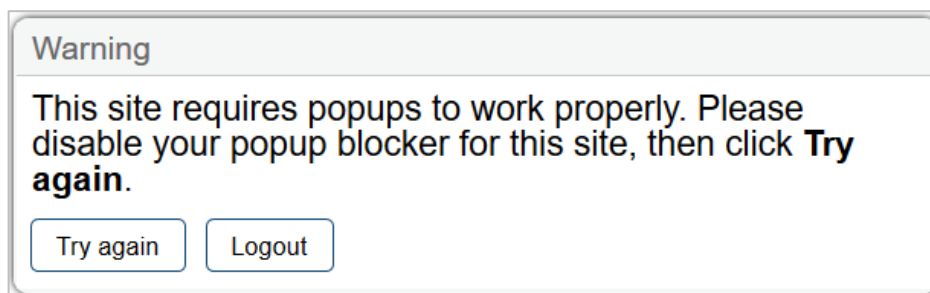 Warning
This site requires popups to work properly. Please
disable your popup blocker for this site, then click Try
again.
Try again Logout